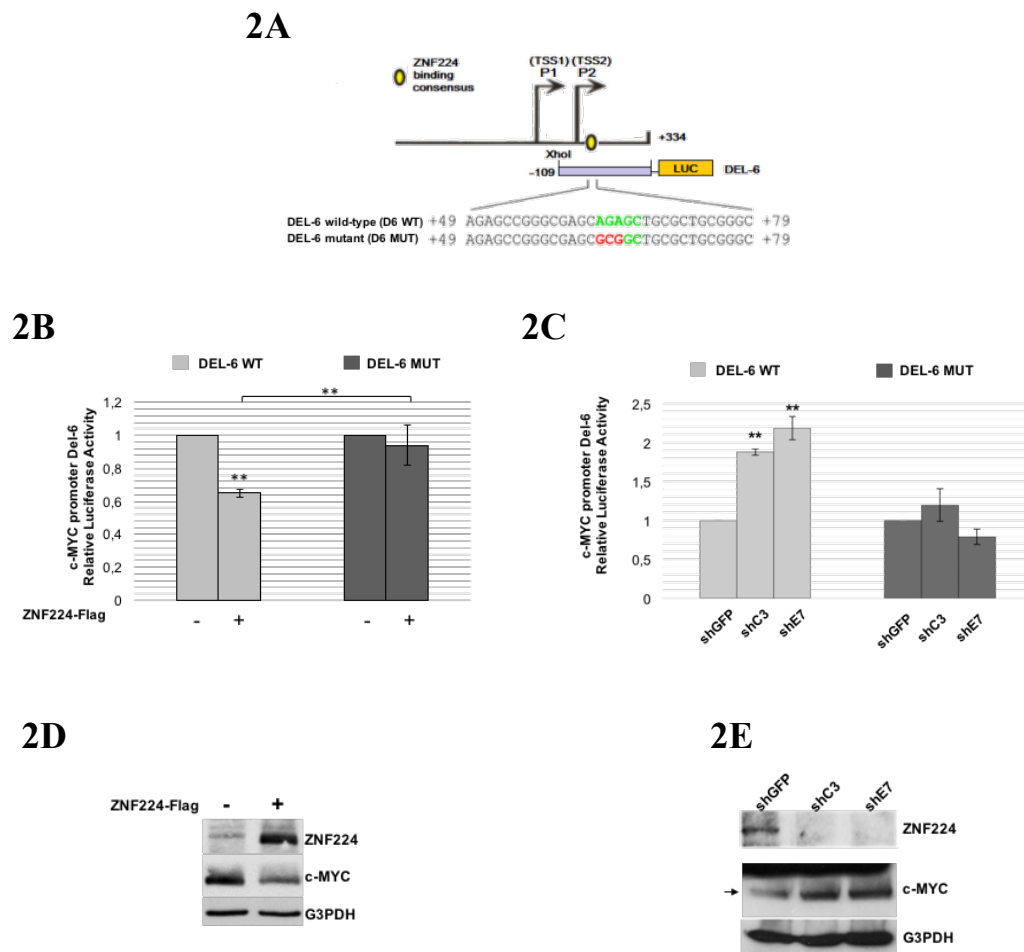 2A
ZNF224
binding
consensus
(TSS1) (TSS2)
P1 P2
+334
XhoI
-109
LUC
DEL-6
DEL-6 wild-type (D6 WT) +49 AGAGCCGGGCGAGCAGAGCTGCGCTGCGGGC +79
DEL-6 mutant (D6 MUT) +49 AGAGCCGGGCGAGCGCGGCTGCGCTGCGGGC +79
2B
DEL-6 WT
DEL-6 MUT
c-MYC promoter Del-6
Relative Luciferase Activity
1,2
1
0,8
0,6
0,4
0,2
0
**
**
ZNF224-Flag
- + - +
2C
DEL-6 WT
DEL-6 MUT
c-MYC promoter Del-6
Relative Luciferase Activity
2,5
2
1,5
1
0,5
0
**
**
shGFP shC3 shE7
shGFP shC3 shE7
2D
ZNF224-Flag - +
ZNF224
c-MYC
G3PDH
2E
shGFP shC3 shE7
ZNF224
c-MYC
G3PDH